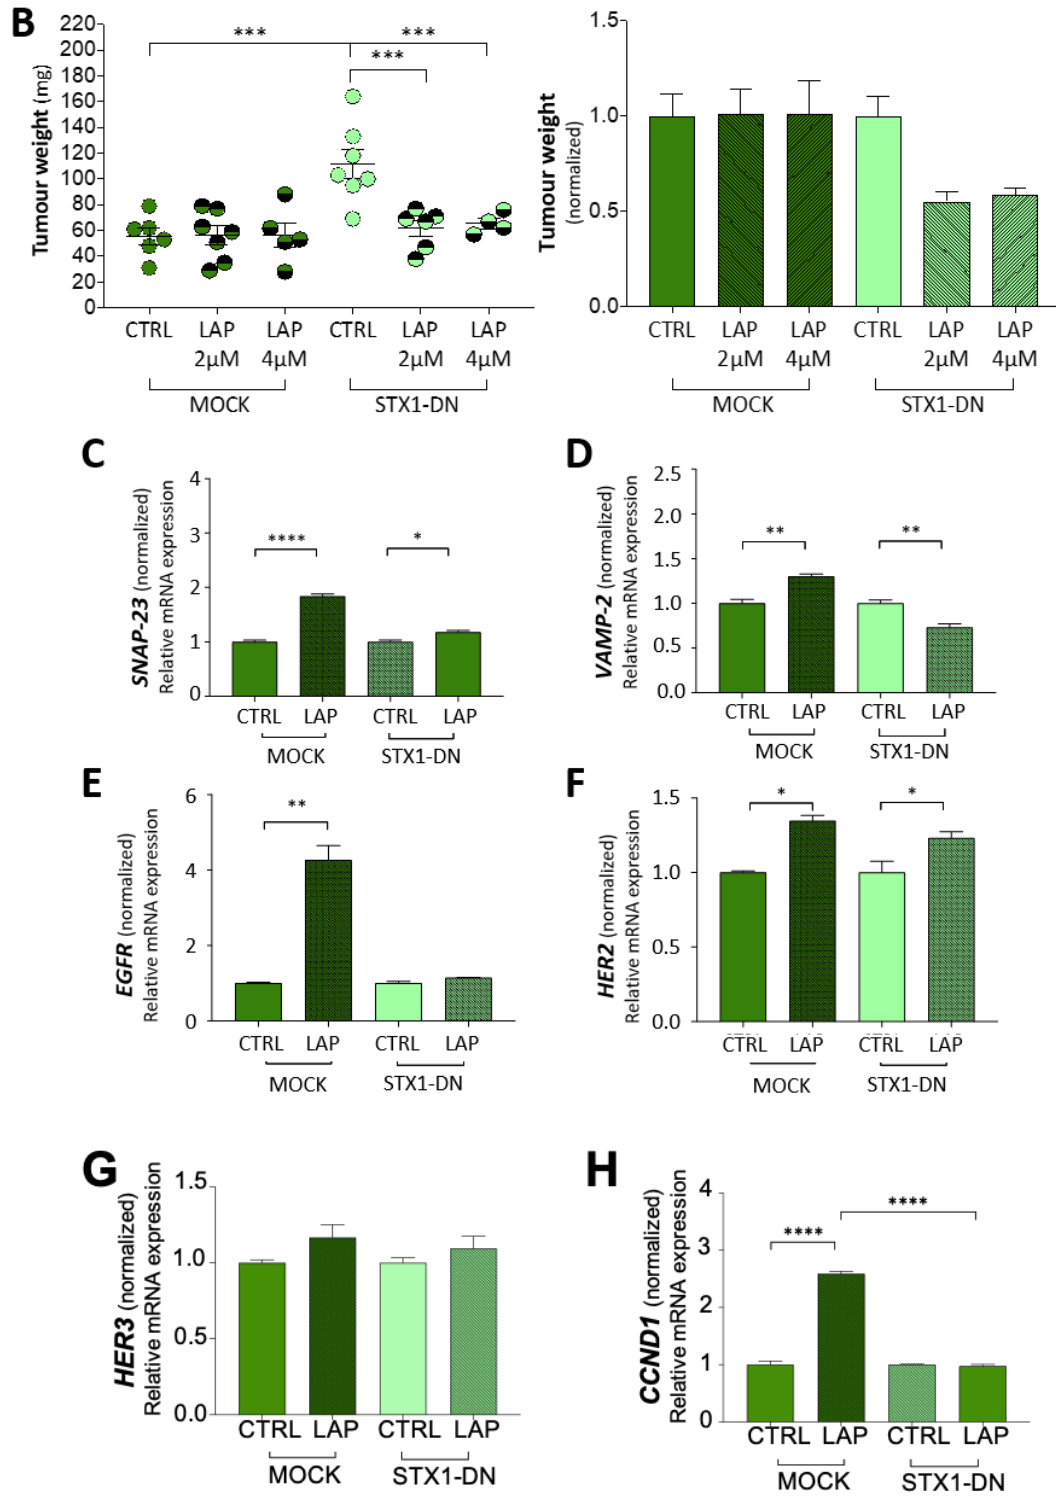 B
Tumour weight (mg)
220
200
180
160
140
120
100
80
60
40
20
0
***
***
***
CTRL LAP LAP CTRL LAP LAP
2µM 4µM 2µM 4µM
MOCK STX1-DN
Tumour weight
(normalized)
1.5
1.0
0.5
0.0
CTRL LAP LAP CTRL LAP LAP
2µM 4µM 2µM 4µM
MOCK STX1-DN
C
SNAP-23 (normalized)
Relative mRNA expression
4
3
2
1
0
****
*
CTRL LAP CTRL LAP
MOCK STX1-DN
D
VAMP-2 (normalized)
Relative mRNA expression
2.5
2.0
1.5
1.0
0.5
0.0
**
**
CTRL LAP CTRL LAP
MOCK STX1-DN
E
EGFR (normalized)
Relative mRNA expression
6
4
2
0
**
CTRL LAP CTRL LAP
MOCK STX1-DN
F
HER2 (normalized)
Relative mRNA expression
1.5
1.0
0.5
0.0
*
*
CTRL LAP CTRL LAP
MOCK STX1-DN
G
HER3 (normalized)
Relative mRNA expression
1.5
1.0
0.5
0.0
CTRL LAP CTRL LAP
MOCK STX1-DN
H
CCND1 (normalized)
Relative mRNA expression
4
3
2
1
0
****
****
CTRL LAP CTRL LAP
MOCK STX1-DN